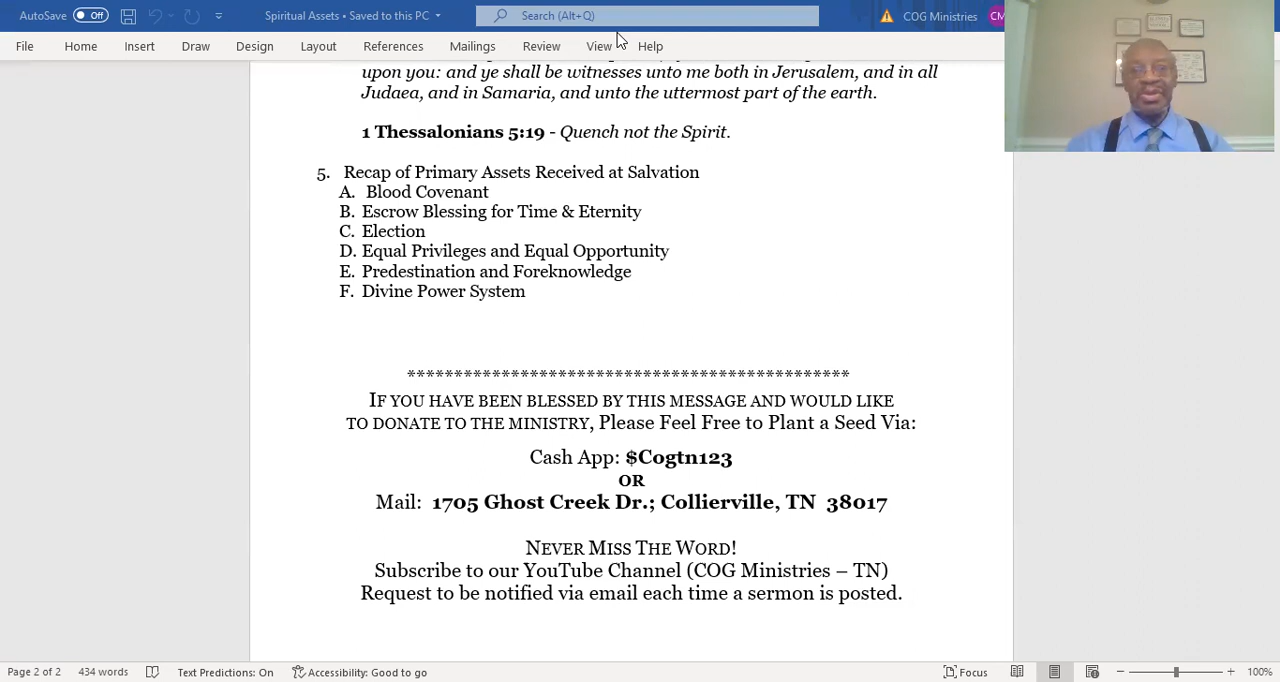 AutoSave Off Spiritual Assets • Saved to this PC Search (Alt+Q) COG Ministries CM
File Home Insert Draw Design Layout References Mailings Review View Help
upon you: and ye shall be witnesses unto me both in Jerusalem, and in all
Judaea, and in Samaria, and unto the uttermost part of the earth.
1 Thessalonians 5:19 - Quench not the Spirit.
5. Recap of Primary Assets Received at Salvation
A. Blood Covenant
B. Escrow Blessing for Time & Eternity
C. Election
D. Equal Privileges and Equal Opportunity
E. Predestination and Foreknowledge
F. Divine Power System
***********************************************
IF YOU HAVE BEEN BLESSED BY THIS MESSAGE AND WOULD LIKE
TO DONATE TO THE MINISTRY, Please Feel Free to Plant a Seed Via:
Cash App: $Cogtn123
OR
Mail: 1705 Ghost Creek Dr.; Collierville, TN 38017
NEVER MISS THE WORD!
Subscribe to our YouTube Channel (COG Ministries – TN)
Request to be notified via email each time a sermon is posted.
Page 2 of 2 434 words Text Predictions: On Accessibility: Good to go Focus 100%